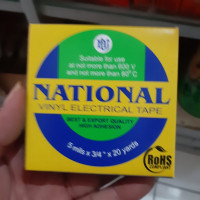 Suitable for use
at not more than 600 V
and not more than 80° C
NATIONAL
VINYL ELECTRICAL TAPE
BEST & EXPORT QUALITY
HIGH ADHESION
5 mils x 3/4" x 20 yards
RoHS
COMPLIANT